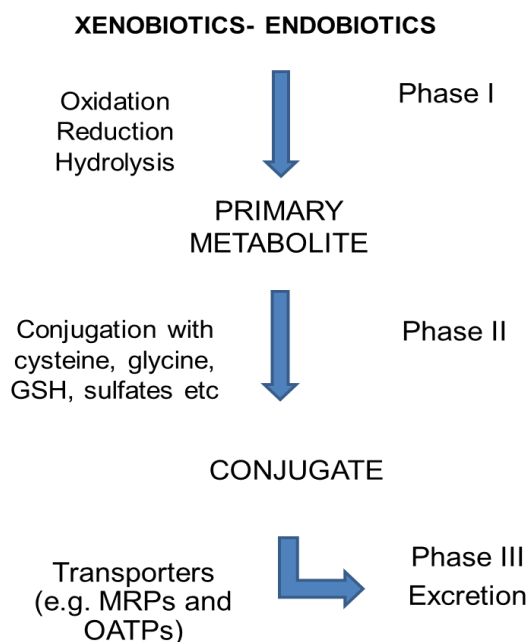 XENOBIOTICS- ENDOBIOTICS
Oxidation
Reduction
Hydrolysis
Phase I
PRIMARY
METABOLITE
Conjugation with
cysteine, glycine,
GSH, sulfates etc
Phase II
CONJUGATE
Transporters
(e.g. MRPs and
OATPs)
Phase III
Excretion